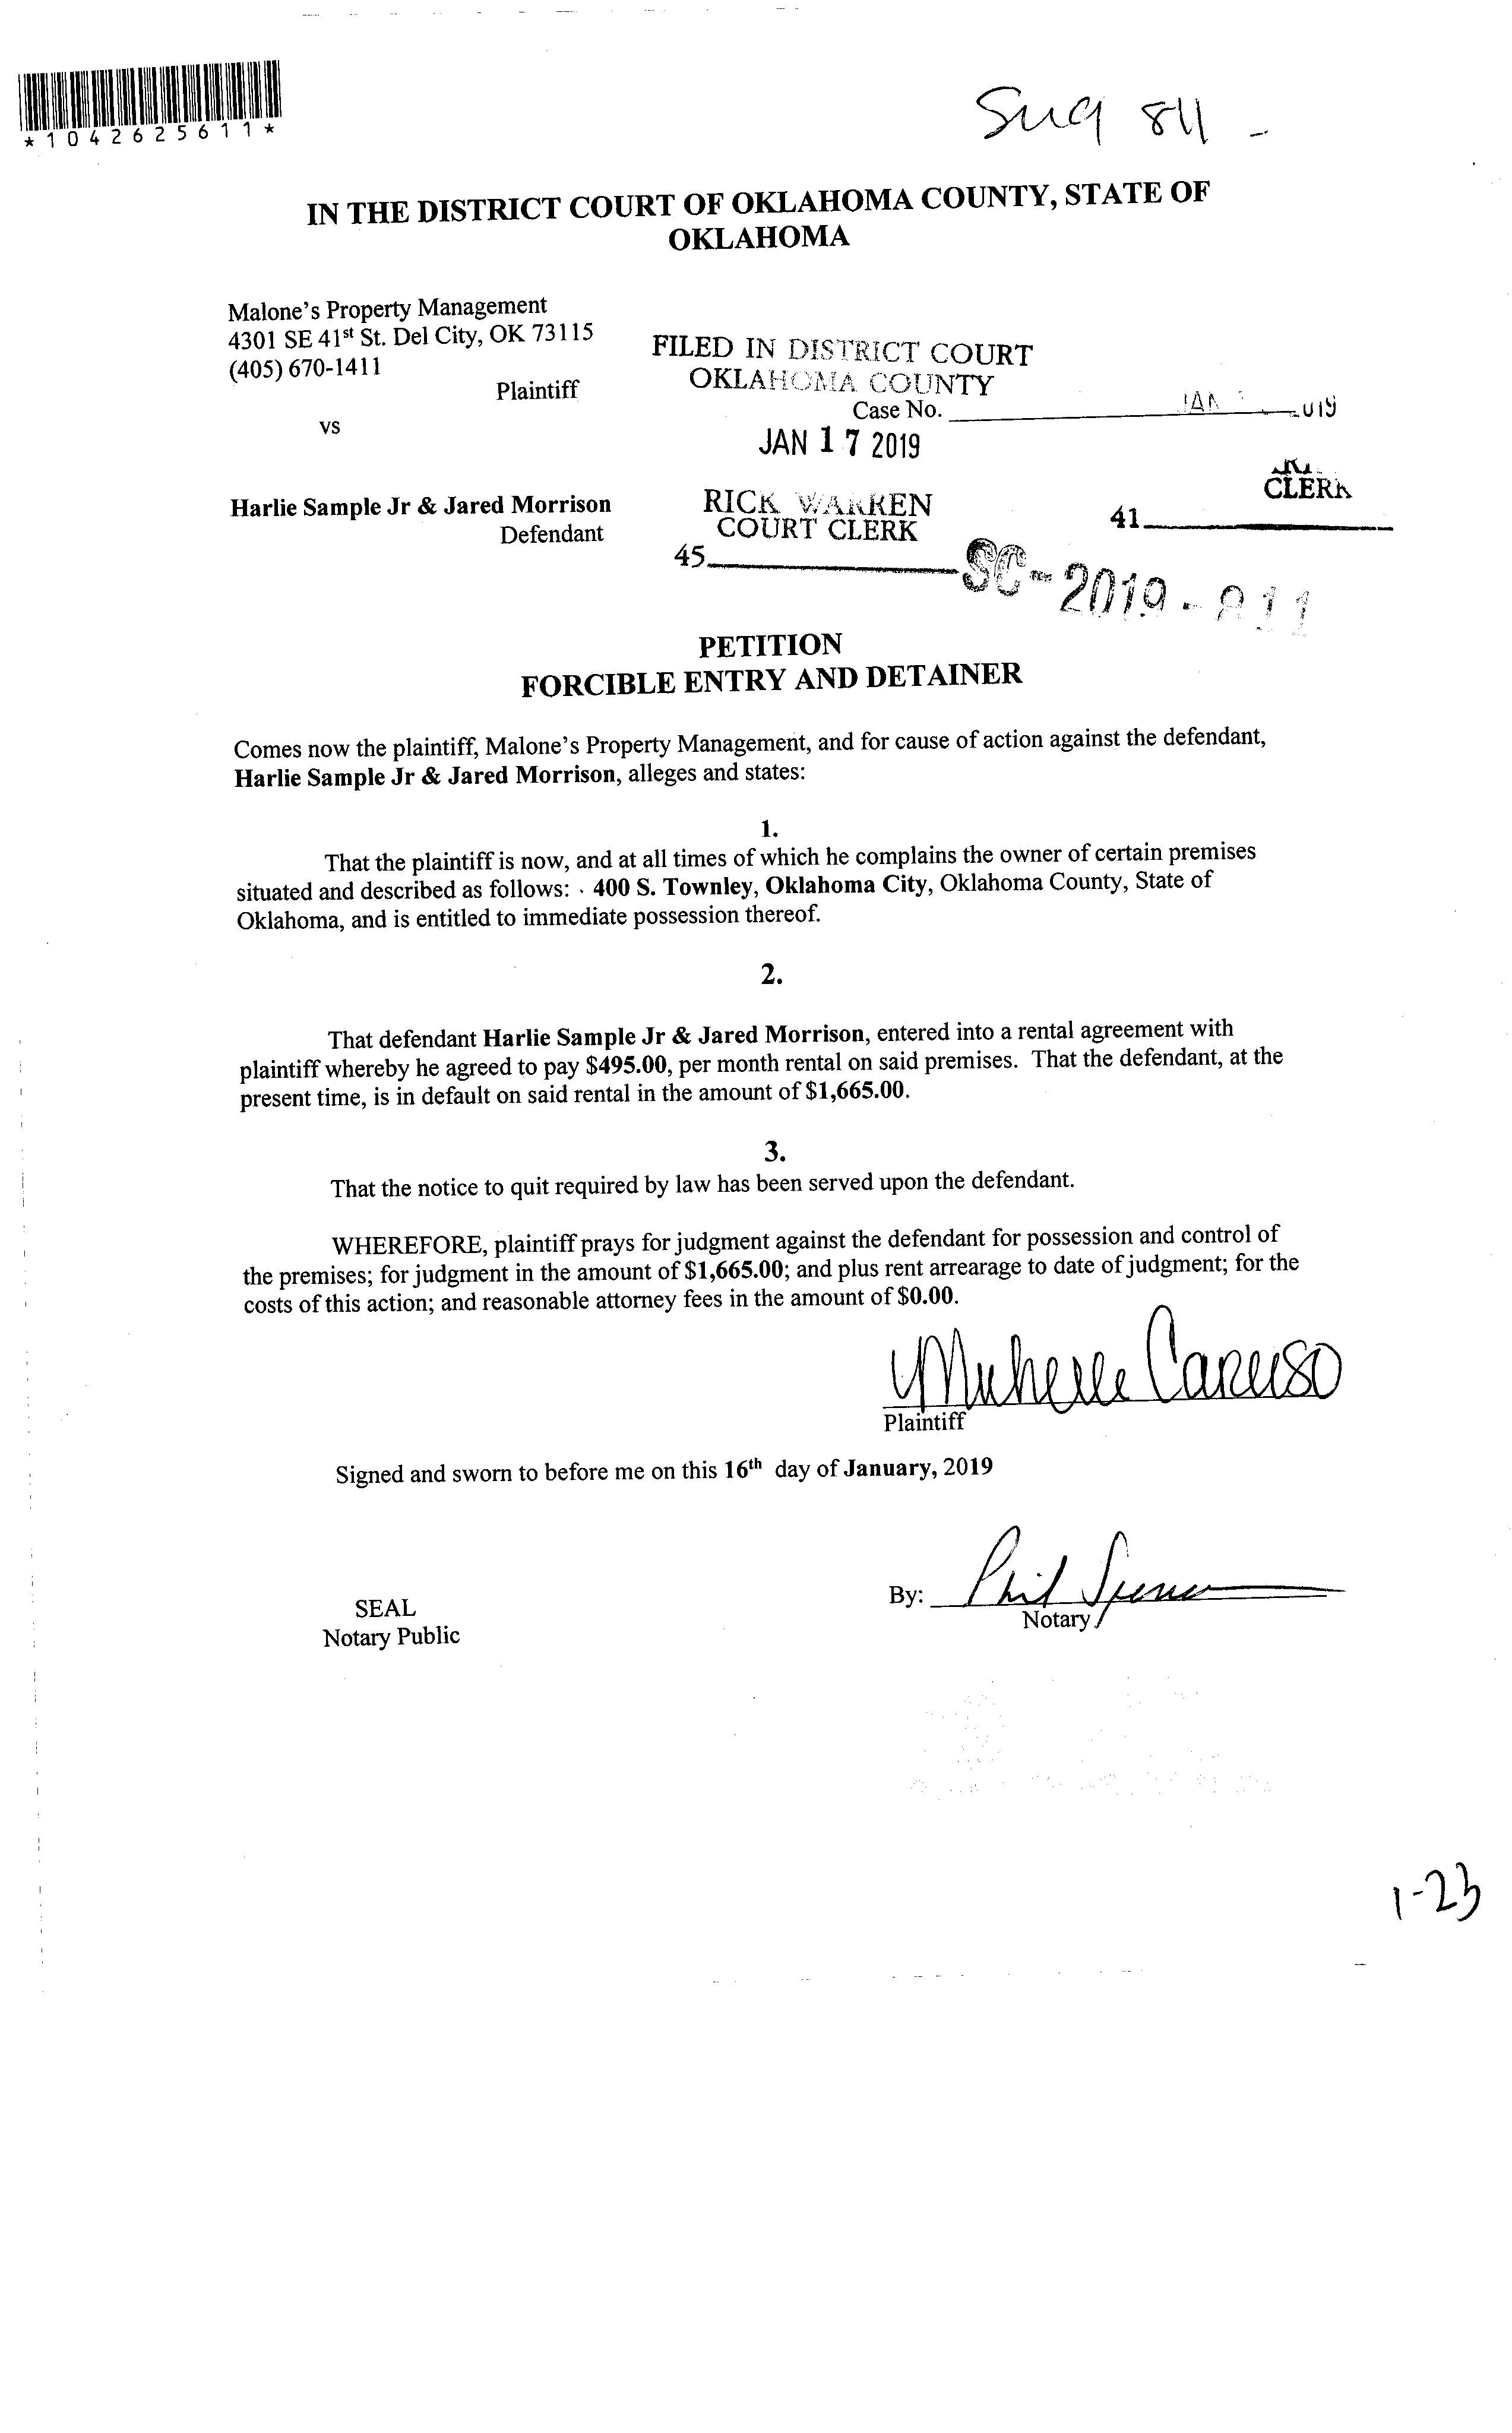 *1042625611*
811 -
IN THE DISTRICT COURT OF OKLAHOMA COUNTY, STATE OF
OKLAHOMA
Malone's Property Management
4301 SE 41st St. Del City, OK 73115
(405) 670-1411
Plaintiff
vs
FILED IN DISTRICT COURT
OKLAHOMA COUNTY
Case No.
JAN 17 2019
Harlie Sample Jr & Jared Morrison
Defendant
RICK WARREN
COURT CLERK
45
CLERK
41
SC-2019-811
PETITION
FORCIBLE ENTRY AND DETAINER
Comes now the plaintiff, Malone's Property Management, and for cause of action against the defendant,
Harlie Sample Jr & Jared Morrison, alleges and states:
1.
That the plaintiff is now, and at all times of which he complains the owner of certain premises
situated and described as follows: 400 S. Townley, Oklahoma City, Oklahoma County, State of
Oklahoma, and is entitled to immediate possession thereof.
2.
That defendant Harlie Sample Jr & Jared Morrison, entered into a rental agreement with
plaintiff whereby he agreed to pay $495.00, per month rental on said premises. That the defendant, at the
present time, is in default on said rental in the amount of $1,665.00.
3.
That the notice to quit required by law has been served upon the defendant.
WHEREFORE, plaintiff prays for judgment against the defendant for possession and control of
the premises; for judgment in the amount of $1,665.00; and plus rent arrearage to date of judgment; for the
costs of this action; and reasonable attorney fees in the amount of $0.00.
Michelle Caruso
Plaintiff
Signed and sworn to before me on this 16th day of January, 2019
By: Phil
Notary
SEAL
Notary Public
1-23